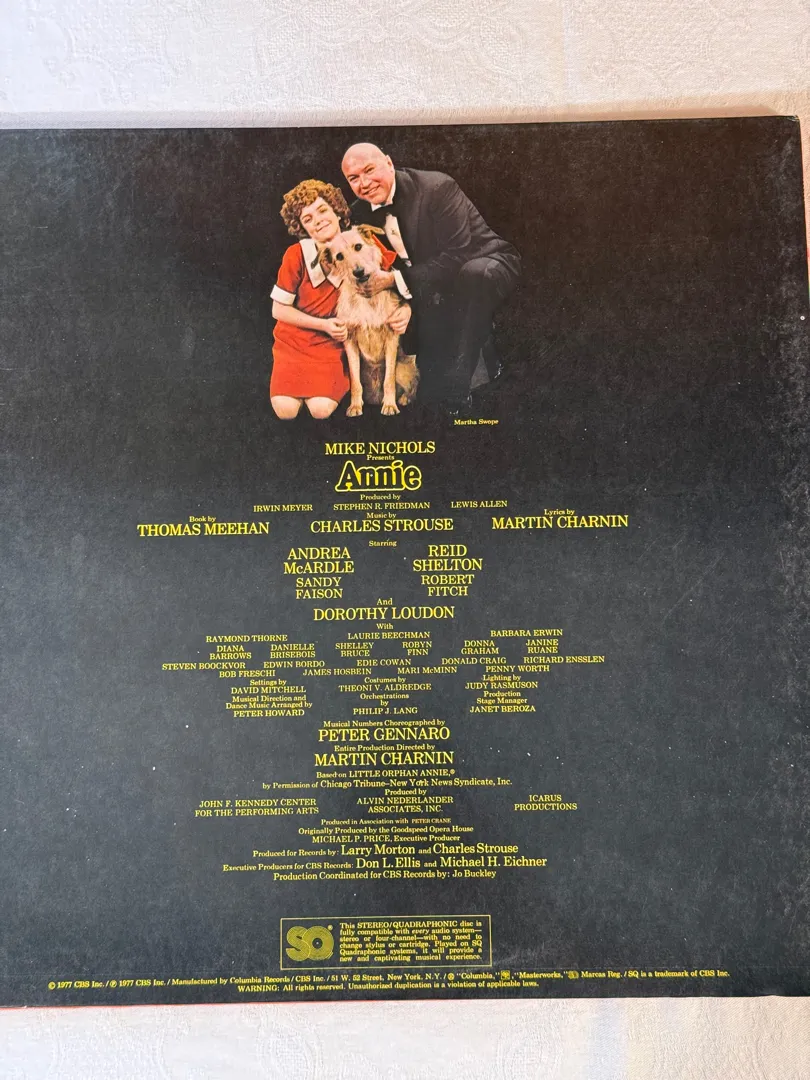 Martha Swope
MIKE NICHOLS
Presents
Annie
Produced by
IRWIN MEYER STEPHEN R. FRIEDMAN LEWIS ALLEN
Book by Music by Lyrics by
THOMAS MEEHAN CHARLES STROUSE MARTIN CHARNIN
Starring
ANDREA REID
McARDLE SHELTON
SANDY ROBERT
FAISON FITCH
And
DOROTHY LOUDON
With
RAYMOND THORNE LAURIE BEECHMAN BARBARA ERWIN
DIANA DANIELLE SHELLEY ROBYN DONNA JANINE
BARROWS BRISEBOIS BRUCE FINN GRAHAM RUANE
STEVEN BOOCKVOR EDWIN BORDO EDIE COWAN DONALD CRAIG RICHARD ENSSLEN
BOB FRESCHI JAMES HOSBEIN MARI McMINN PENNY WORTH
Settings by Costumes by Lighting by
DAVID MITCHELL THEONI V. ALDREDGE JUDY RASMUSON
Musical Direction and Orchestrations Production
Dance Music Arranged by by Stage Manager
PETER HOWARD PHILIP J. LANG JANET BEROZA
Musical Numbers Choreographed by
PETER GENNARO
Entire Production Directed by
MARTIN CHARNIN
Based on LITTLE ORPHAN ANNIE,®
by Permission of Chicago Tribune–New York News Syndicate, Inc.
Produced by
JOHN F. KENNEDY CENTER ALVIN NEDERLANDER ICARUS
FOR THE PERFORMING ARTS ASSOCIATES, INC. PRODUCTIONS
Produced in Association with PETER CRANE
Originally Produced by the Goodspeed Opera House
MICHAEL P. PRICE, Executive Producer
Produced for Records by: Larry Morton and Charles Strouse
Executive Producers for CBS Records: Don L. Ellis and Michael H. Eichner
Production Coordinated for CBS Records by: Jo Buckley
SQ®
This STEREO/QUADRAPHONIC disc is
fully compatible with every audio system—
stereo or four-channel—with no need to
change stylus or cartridge. Played on SQ
Quadraphonic systems, it will provide a
new and captivating musical experience.
© 1977 CBS Inc. / ℗ 1977 CBS Inc. / Manufactured by Columbia Records / CBS Inc. / 51 W. 52 Street, New York, N.Y. / ® "Columbia," "Masterworks," Marcas Reg. / SQ is a trademark of CBS Inc.
WARNING: All rights reserved. Unauthorized duplication is a violation of applicable laws.